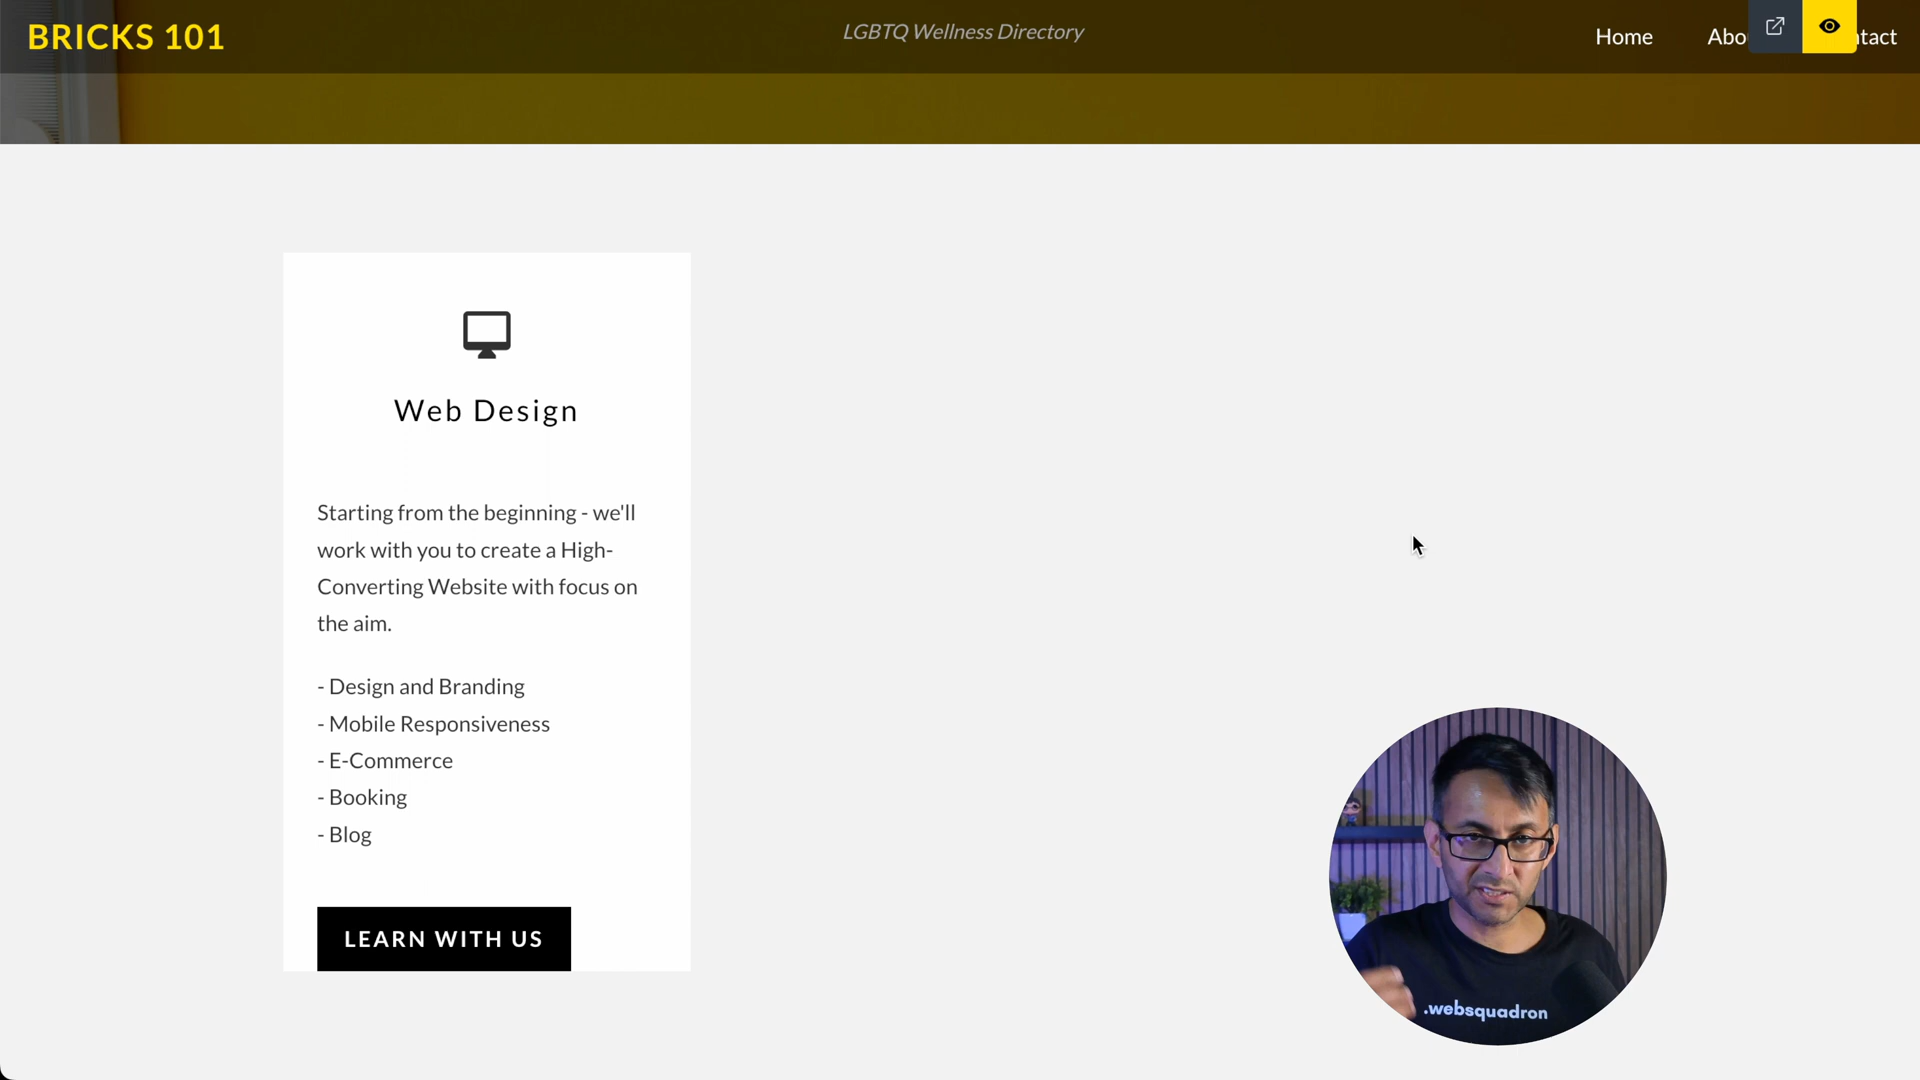 BRICKS 101
LGBTQ Wellness Directory
Home
Abo
ntact
Web Design
Starting from the beginning - we'll
work with you to create a High-
Converting Website with focus on
the aim.
- Design and Branding
- Mobile Responsiveness
- E-Commerce
- Booking
- Blog
LEARN WITH US
.websquadron